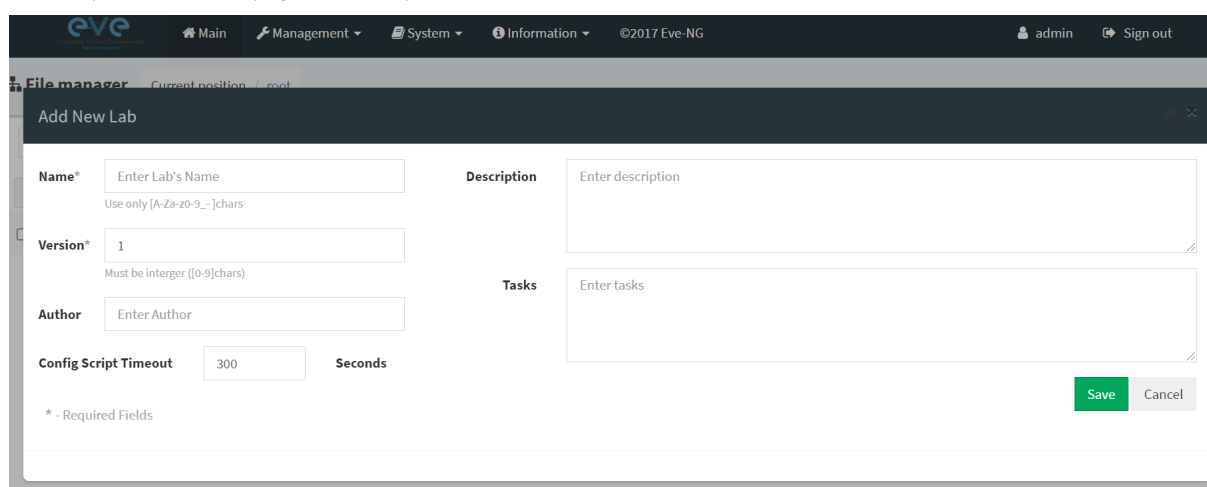 eve
Main
Management
System
Information
©2017 Eve-NG
admin
Sign out
File manager
Current position / root
Add New Lab
×
Name*
Enter Lab's Name
Use only [A-Za-z0-9_- ]chars
Version*
1
Must be interger ([0-9]chars)
Author
Enter Author
Config Script Timeout
300
Seconds
* - Required Fields
Description
Enter description
Tasks
Enter tasks
Save
Cancel